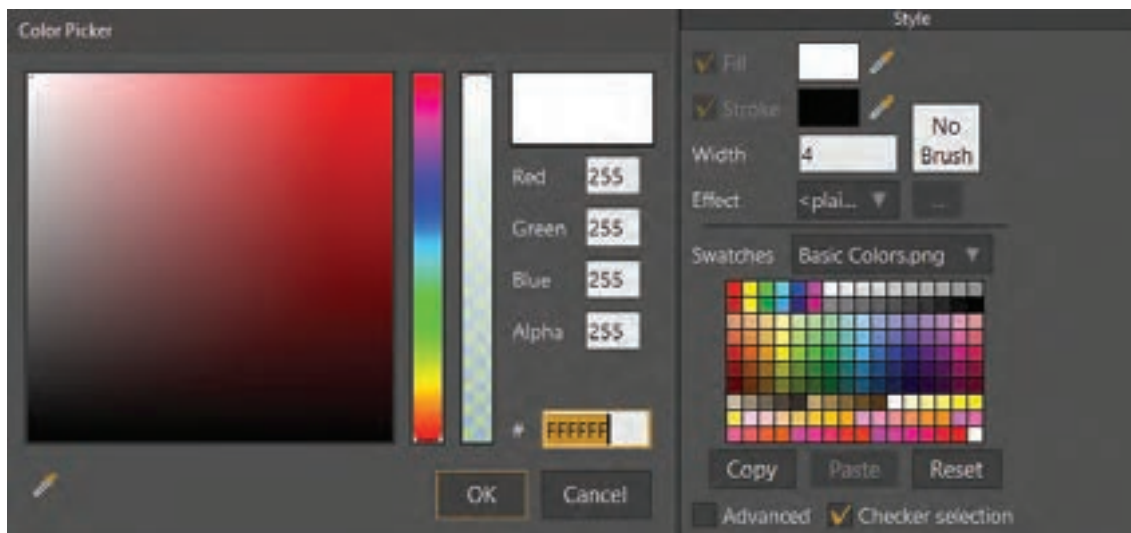 Color Picker
Red 255
Green 255
Blue 255
Alpha 255
# FFFFFF
OK Cancel
Style
Fill
Stroke
No
Brush
Width 4
Effect <plai... ...
Swatches Basic Colors.png
Copy Paste Reset
Advanced Checker selection